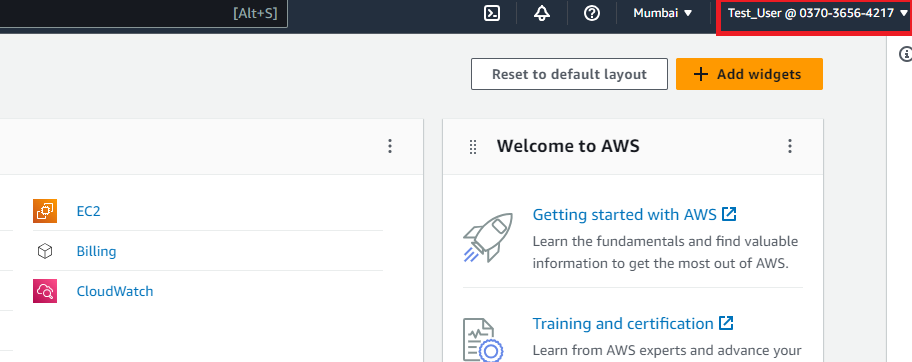 [Alt+S]
Mumbai
Test_User @ 0370-3656-4217
Reset to default layout
Add widgets
Welcome to AWS
EC2
Billing
CloudWatch
Getting started with AWS
Learn the fundamentals and find valuable
information to get the most out of AWS.
Training and certification
Learn from AWS experts and advance your